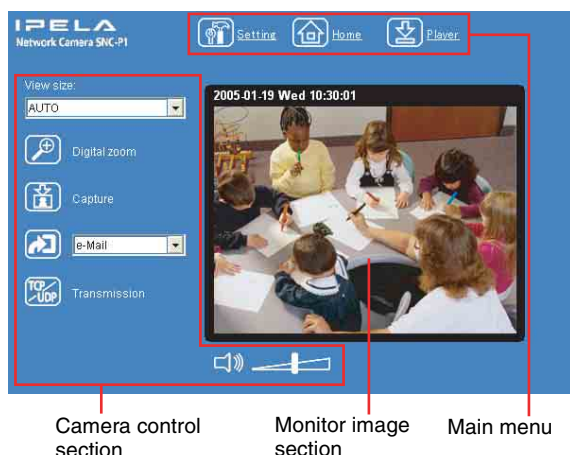 IPELA
Network Camera SNC-P1
Setting Home Player
View size:
AUTO
2005-01-19 Wed 10:30:01
Digital zoom
Capture
e-Mail
TCP/UDP
Transmission
Camera control section
Monitor image section
Main menu